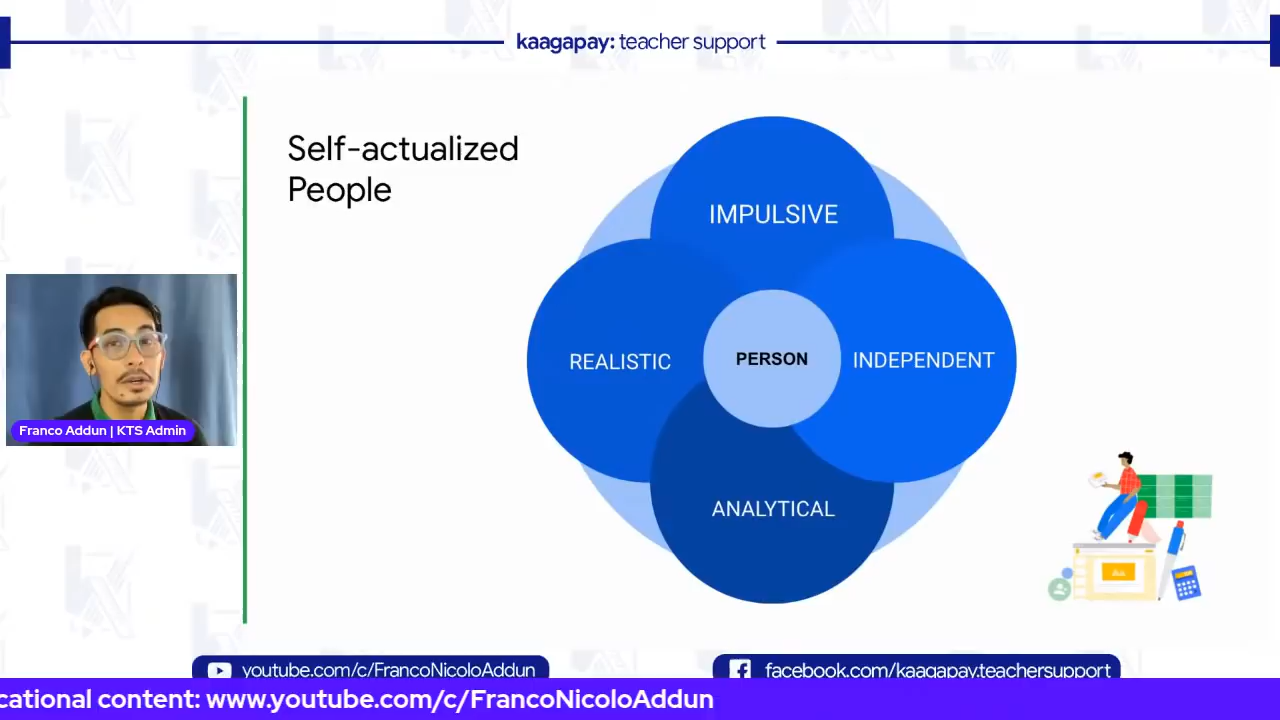 kaagapay: teacher support
Self-actualized
People
IMPULSIVE
REALISTIC
PERSON
INDEPENDENT
ANALYTICAL
Franco Addun | KTS Admin
youtube.com/c/FrancoNicoloAddun
facebook.com/kaagapay.teachersupport
cational content: www.youtube.com/c/FrancoNicoloAddun